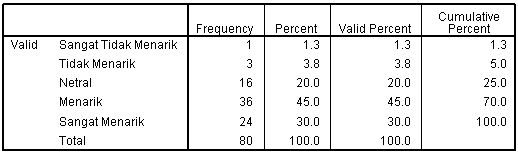 Frequency Percent Valid Percent Cumulative Percent
Valid Sangat Tidak Menarik 1 1.3 1.3 1.3
Tidak Menarik 3 3.8 3.8 5.0
Netral 16 20.0 20.0 25.0
Menarik 36 45.0 45.0 70.0
Sangat Menarik 24 30.0 30.0 100.0
Total 80 100.0 100.0